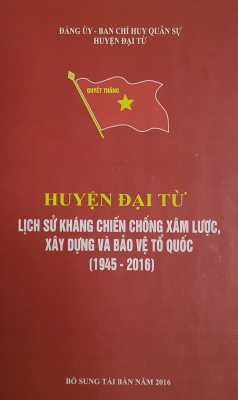 ĐẢNG ỦY - BAN CHỈ HUY QUÂN SỰ
HUYỆN ĐẠI TỪ
QUYẾT THẮNG
HUYỆN ĐẠI TỪ
LỊCH SỬ KHÁNG CHIẾN CHỐNG XÂM LƯỢC,
XÂY DỰNG VÀ BẢO VỆ TỔ QUỐC
(1945 - 2016)
BỔ SUNG TÁI BẢN NĂM 2016